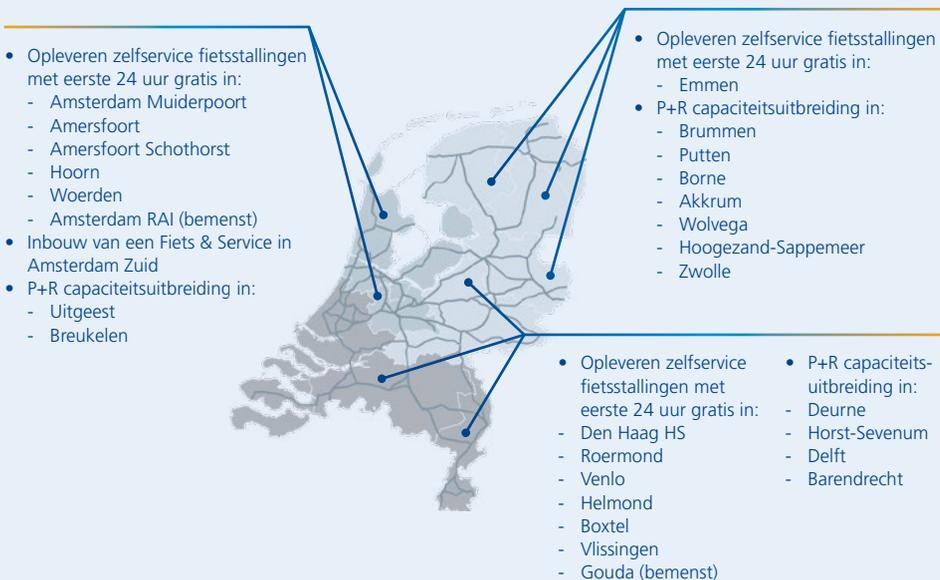 • Opleveren zelfservice fietsstallingen
met eerste 24 uur gratis in:
- Amsterdam Muiderpoort
- Amersfoort
- Amersfoort Schothorst
- Hoorn
- Woerden
- Amsterdam RAI (bemenst)
• Inbouw van een Fiets & Service in
Amsterdam Zuid
• P+R capaciteitsuitbreiding in:
- Uitgeest
- Breukelen
• Opleveren zelfservice fietsstallingen
met eerste 24 uur gratis in:
- Emmen
• P+R capaciteitsuitbreiding in:
- Brummen
- Putten
- Borne
- Akkrum
- Wolvega
- Hoogezand-Sappemeer
- Zwolle
• Opleveren zelfservice
fietsstallingen met
eerste 24 uur gratis in:
- Den Haag HS
- Roermond
- Venlo
- Helmond
- Boxtel
- Vlissingen
- Gouda (bemenst)
• P+R capaciteits-
uitbreiding in:
- Deurne
- Horst-Sevenum
- Delft
- Barendrecht